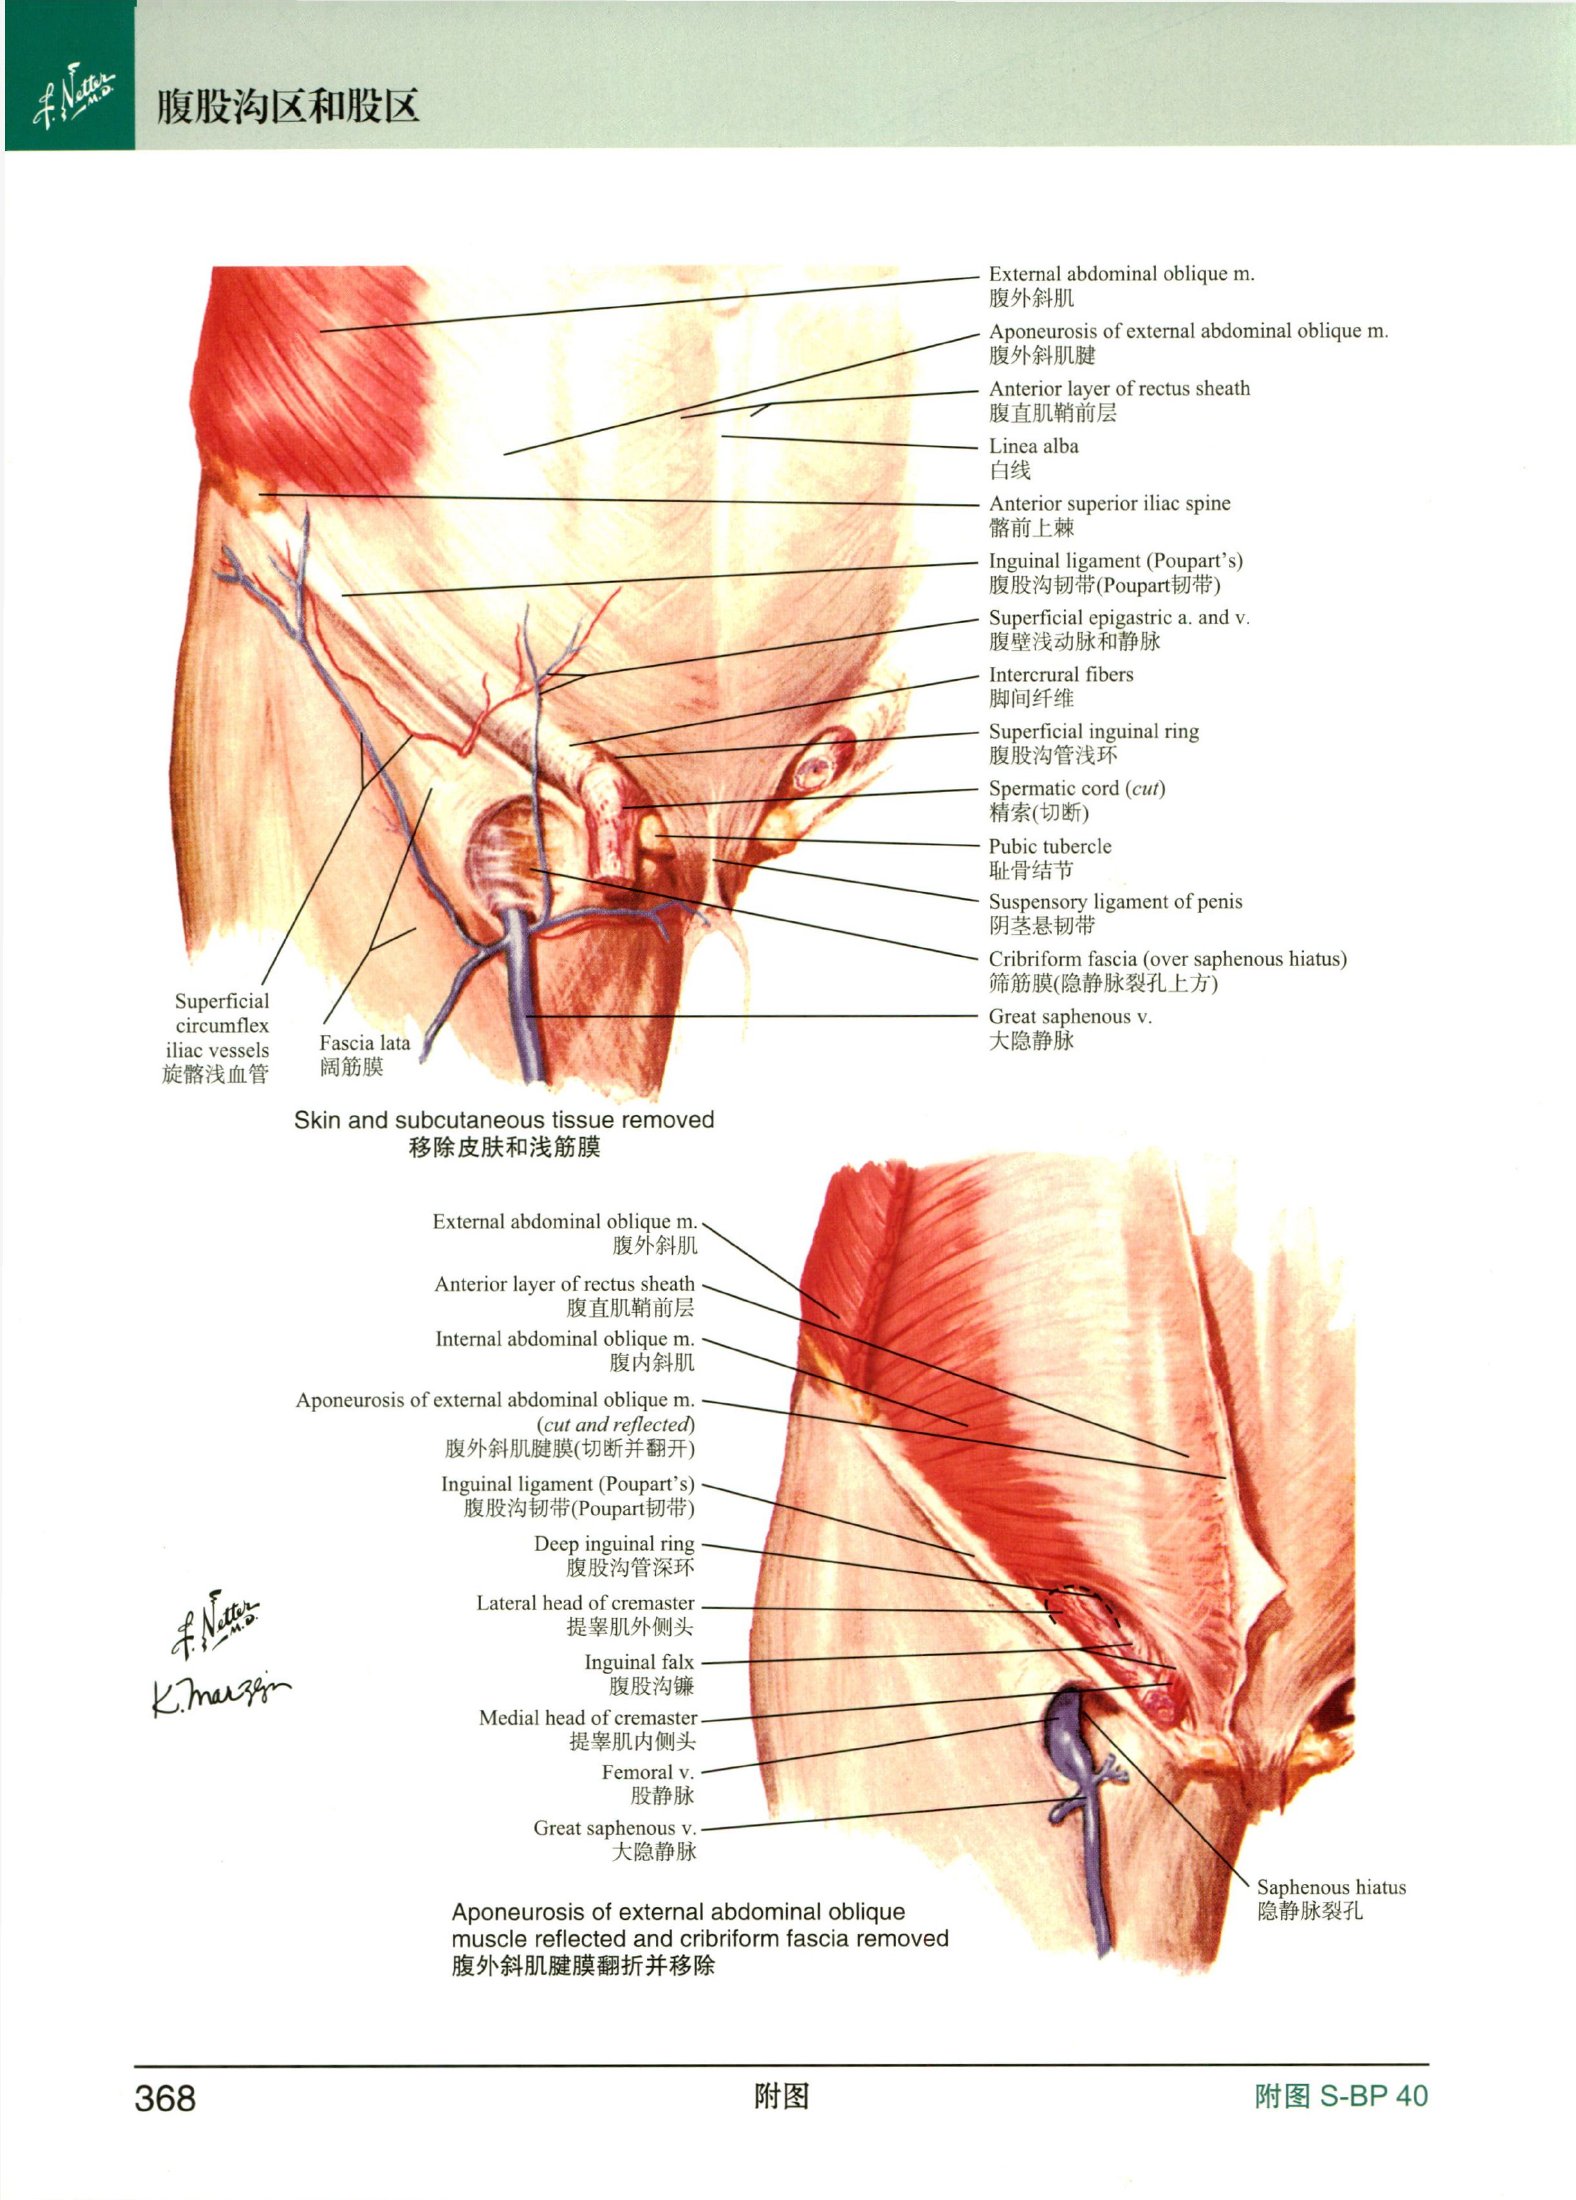 F. Netter M.D.
腹股沟区和股区
External abdominal oblique m.
腹外斜肌
Aponeurosis of external abdominal oblique m.
腹外斜肌腱
Anterior layer of rectus sheath
腹直肌鞘前层
Linea alba
白线
Anterior superior iliac spine
髂前上棘
Inguinal ligament (Poupart's)
腹股沟韧带(Poupart韧带)
Superficial epigastric a. and v.
腹壁浅动脉和静脉
Intercrural fibers
脚间纤维
Superficial inguinal ring
腹股沟管浅环
Spermatic cord (cut)
精索(切断)
Pubic tubercle
耻骨结节
Suspensory ligament of penis
阴茎悬韧带
Cribriform fascia (over saphenous hiatus)
筛筋膜(隐静脉裂孔上方)
Great saphenous v.
大隐静脉
Superficial
circumflex
iliac vessels
旋髂浅血管
Fascia lata
阔筋膜
Skin and subcutaneous tissue removed
移除皮肤和浅筋膜
External abdominal oblique m.
腹外斜肌
Anterior layer of rectus sheath
腹直肌鞘前层
Internal abdominal oblique m.
腹内斜肌
Aponeurosis of external abdominal oblique m.
(cut and reflected)
腹外斜肌腱膜(切断并翻开)
Inguinal ligament (Poupart's)
腹股沟韧带(Poupart韧带)
Deep inguinal ring
腹股沟管深环
Lateral head of cremaster
提睾肌外侧头
Inguinal falx
腹股沟镰
Medial head of cremaster
提睾肌内侧头
Femoral v.
股静脉
Great saphenous v.
大隐静脉
Saphenous hiatus
隐静脉裂孔
F. Netter M.D.
K. Marzejn
Aponeurosis of external abdominal oblique
muscle reflected and cribriform fascia removed
腹外斜肌腱膜翻折并移除
368
附图
附图 S-BP 40